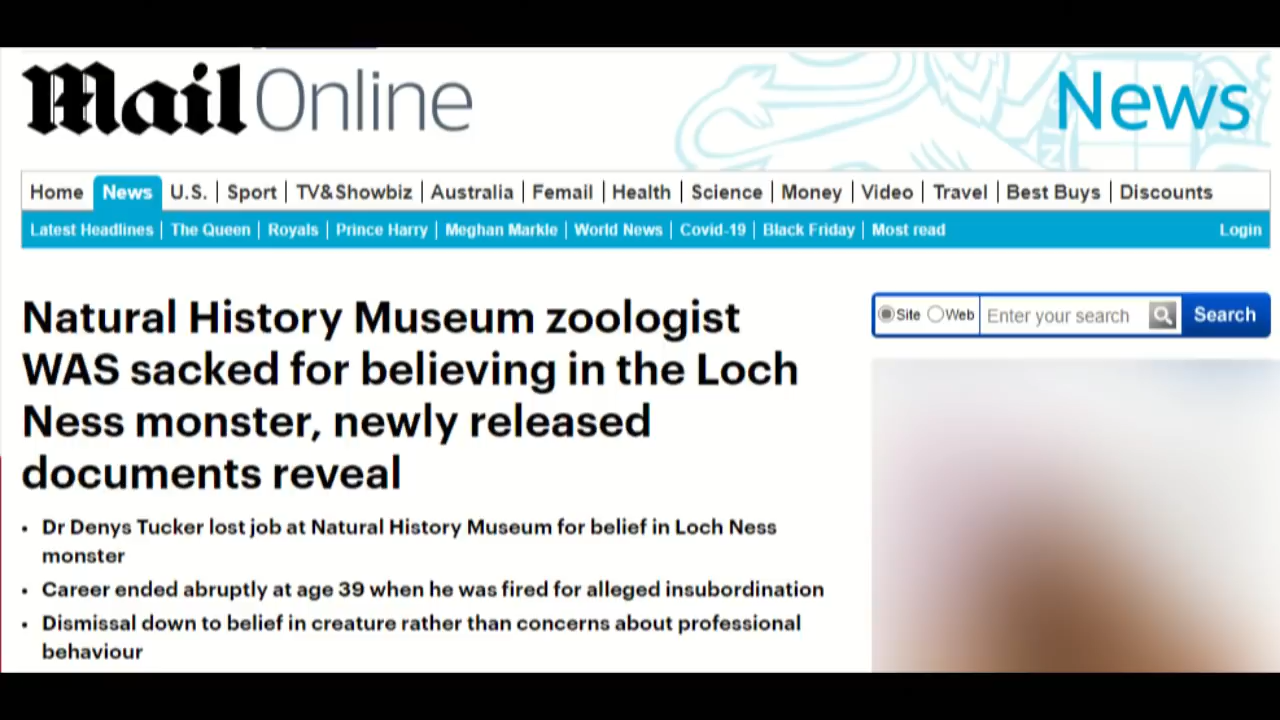 Mail Online
News
Home News U.S. Sport TV&Showbiz Australia Femail Health Science Money Video Travel Best Buys Discounts
Latest Headlines The Queen Royals Prince Harry Meghan Markle World News Covid-19 Black Friday Most read Login
Natural History Museum zoologist
WAS sacked for believing in the Loch
Ness monster, newly released
documents reveal
Site Web Enter your search Search
• Dr Denys Tucker lost job at Natural History Museum for belief in Loch Ness
monster
• Career ended abruptly at age 39 when he was fired for alleged insubordination
• Dismissal down to belief in creature rather than concerns about professional
behaviour